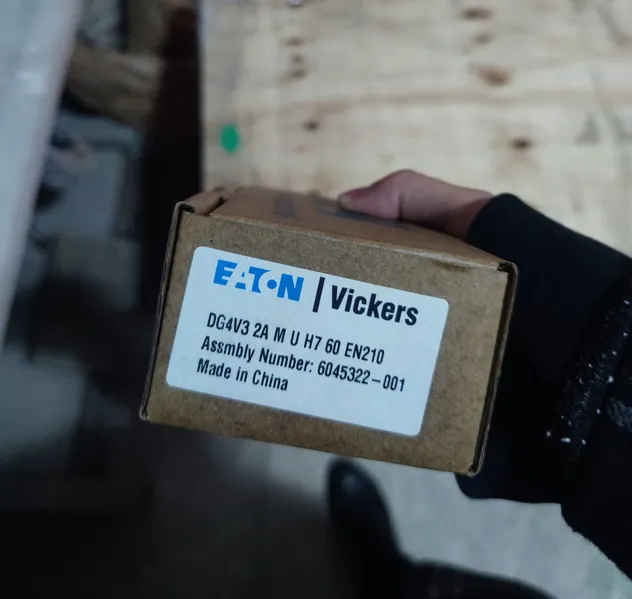 EATON | Vickers
DG4V3 2A M U H7 60 EN210
Assmbly Number: 6045322-001
Made in China